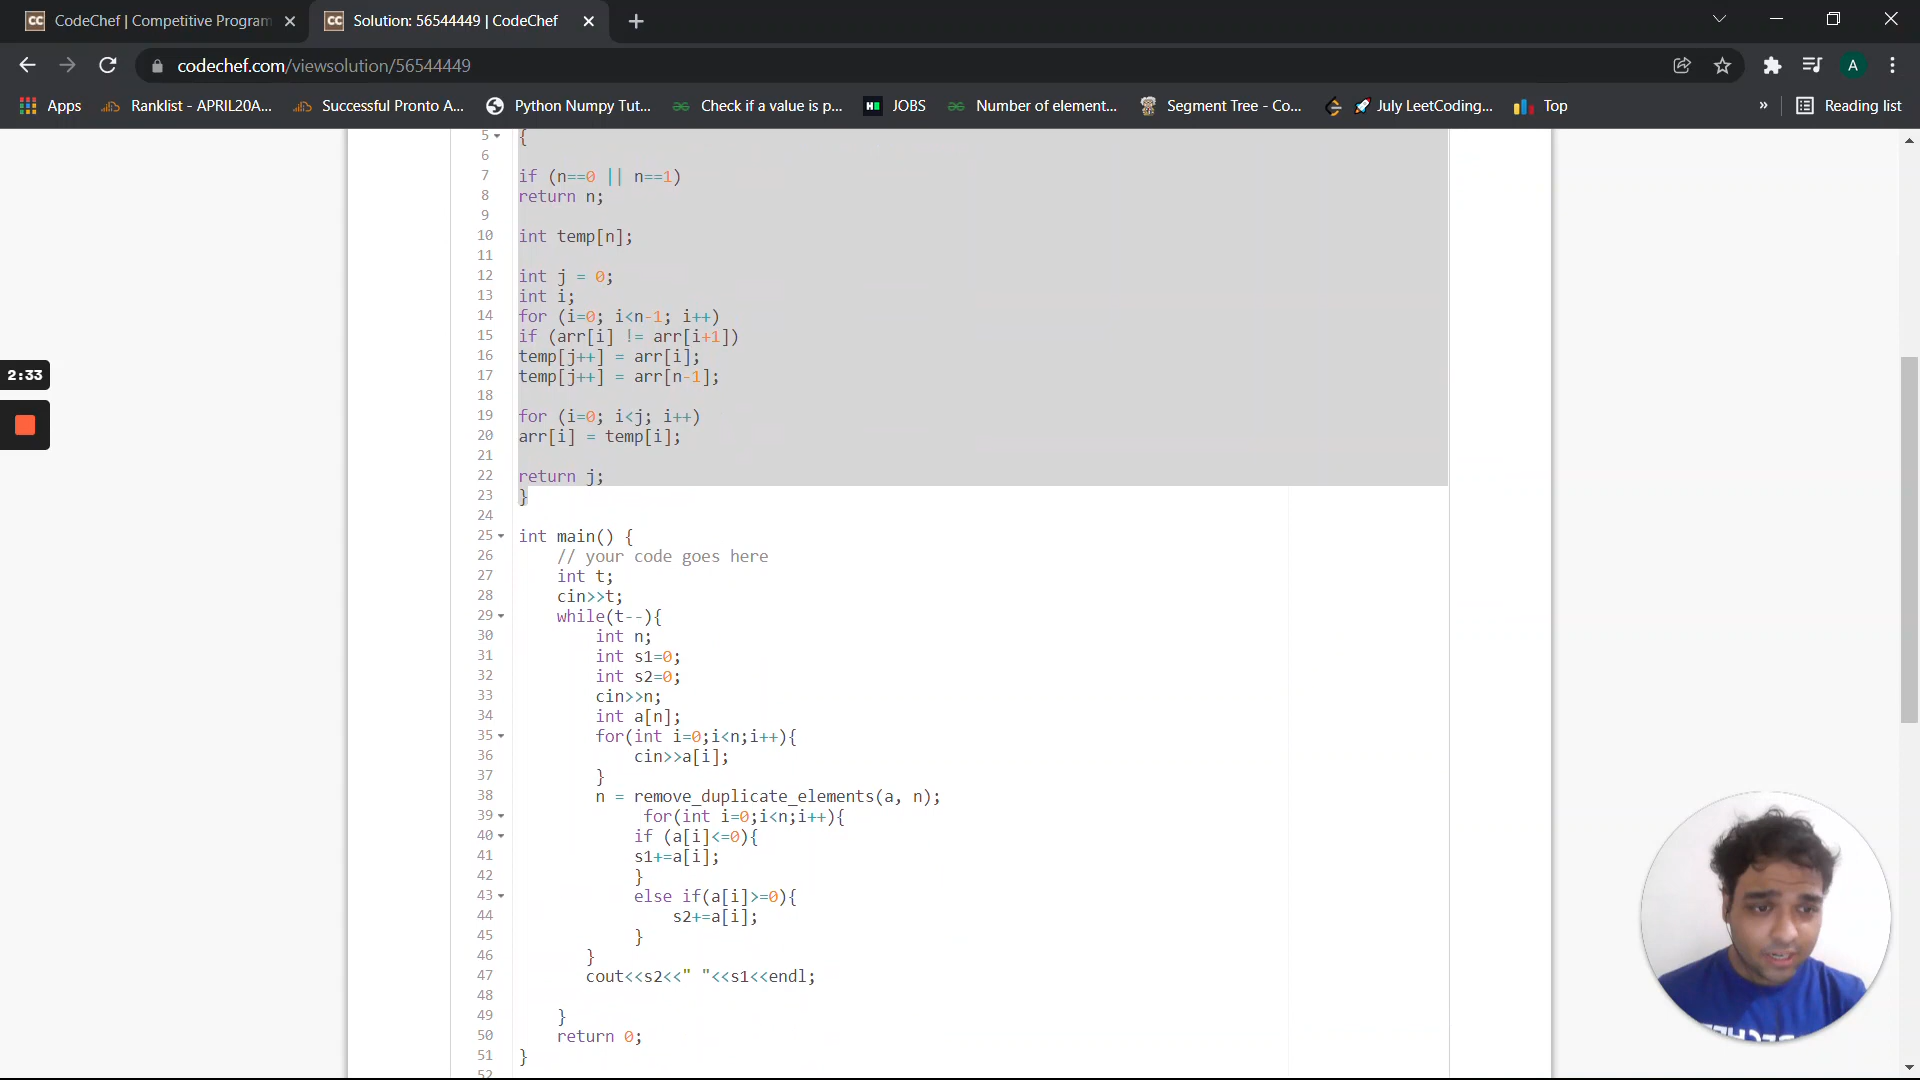 CodeChef | Competitive Program
Solution: 56544449 | CodeChef
codechef.com/viewsolution/56544449
A
Apps
Ranklist - APRIL20A...
Successful Pronto A...
Python Numpy Tut...
Check if a value is p...
JOBS
Number of element...
Segment Tree - Co...
July LeetCoding...
Top
»
Reading list
5 {
6
7 if (n==0 || n==1)
8 return n;
9
10 int temp[n];
11
12 int j = 0;
13 int i;
14 for (i=0; i<n-1; i++)
15 if (arr[i] != arr[i+1])
16 temp[j++] = arr[i];
17 temp[j++] = arr[n-1];
18
19 for (i=0; i<j; i++)
20 arr[i] = temp[i];
21
22 return j;
23 }
24
25 int main() {
26 // your code goes here
27 int t;
28 cin>>t;
29 while(t--){
30 int n;
31 int s1=0;
32 int s2=0;
33 cin>>n;
34 int a[n];
35 for(int i=0;i<n;i++){
36 cin>>a[i];
37 }
38 n = remove_duplicate_elements(a, n);
39 for(int i=0;i<n;i++){
40 if (a[i]<=0){
41 s1+=a[i];
42 }
43 else if(a[i]>=0){
44 s2+=a[i];
45 }
46 }
47 cout<<s2<<" "<<s1<<endl;
48
49 }
50 return 0;
51 }
52
2:33